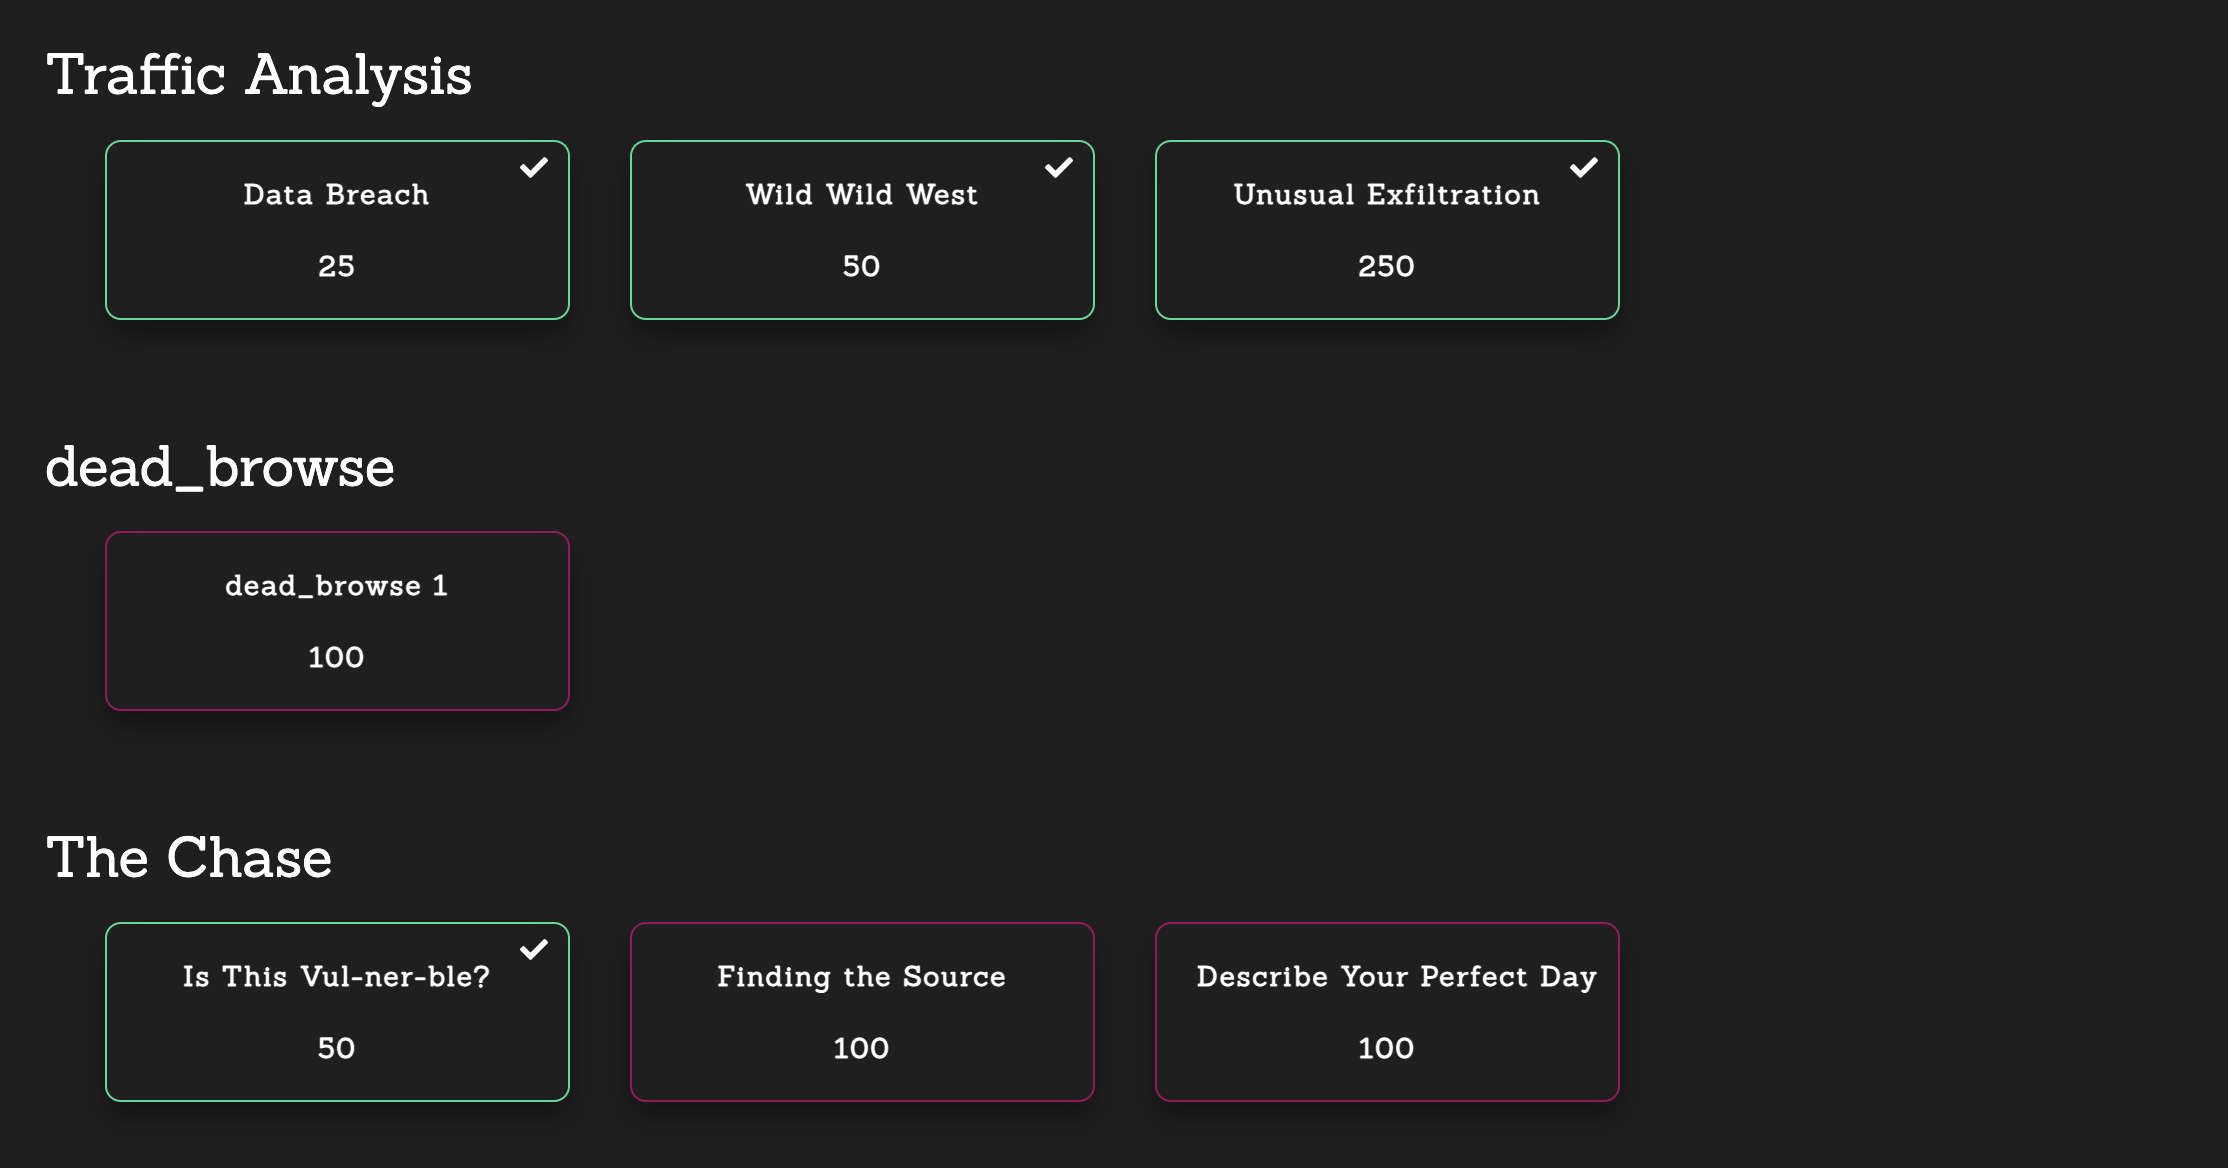 Traffic Analysis
Data Breach
25
Wild Wild West
50
Unusual Exfiltration
250
dead_browse
dead_browse 1
100
The Chase
Is This Vul-ner-ble?
50
Finding the Source
100
Describe Your Perfect Day
100